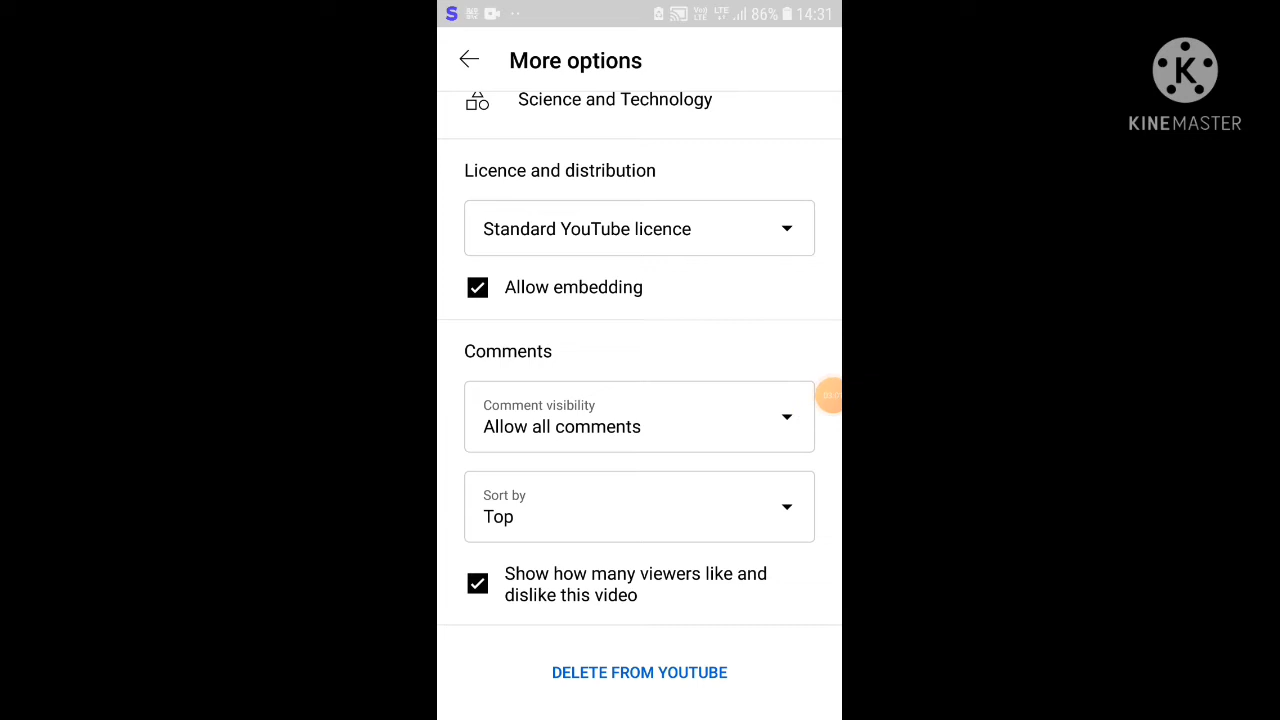 S 86% 14:31
K
KINEMASTER
More options
Science and Technology
Licence and distribution
Standard YouTube licence
Allow embedding
Comments
Comment visibility
Allow all comments
Sort by
Top
Show how many viewers like and
dislike this video
DELETE FROM YOUTUBE